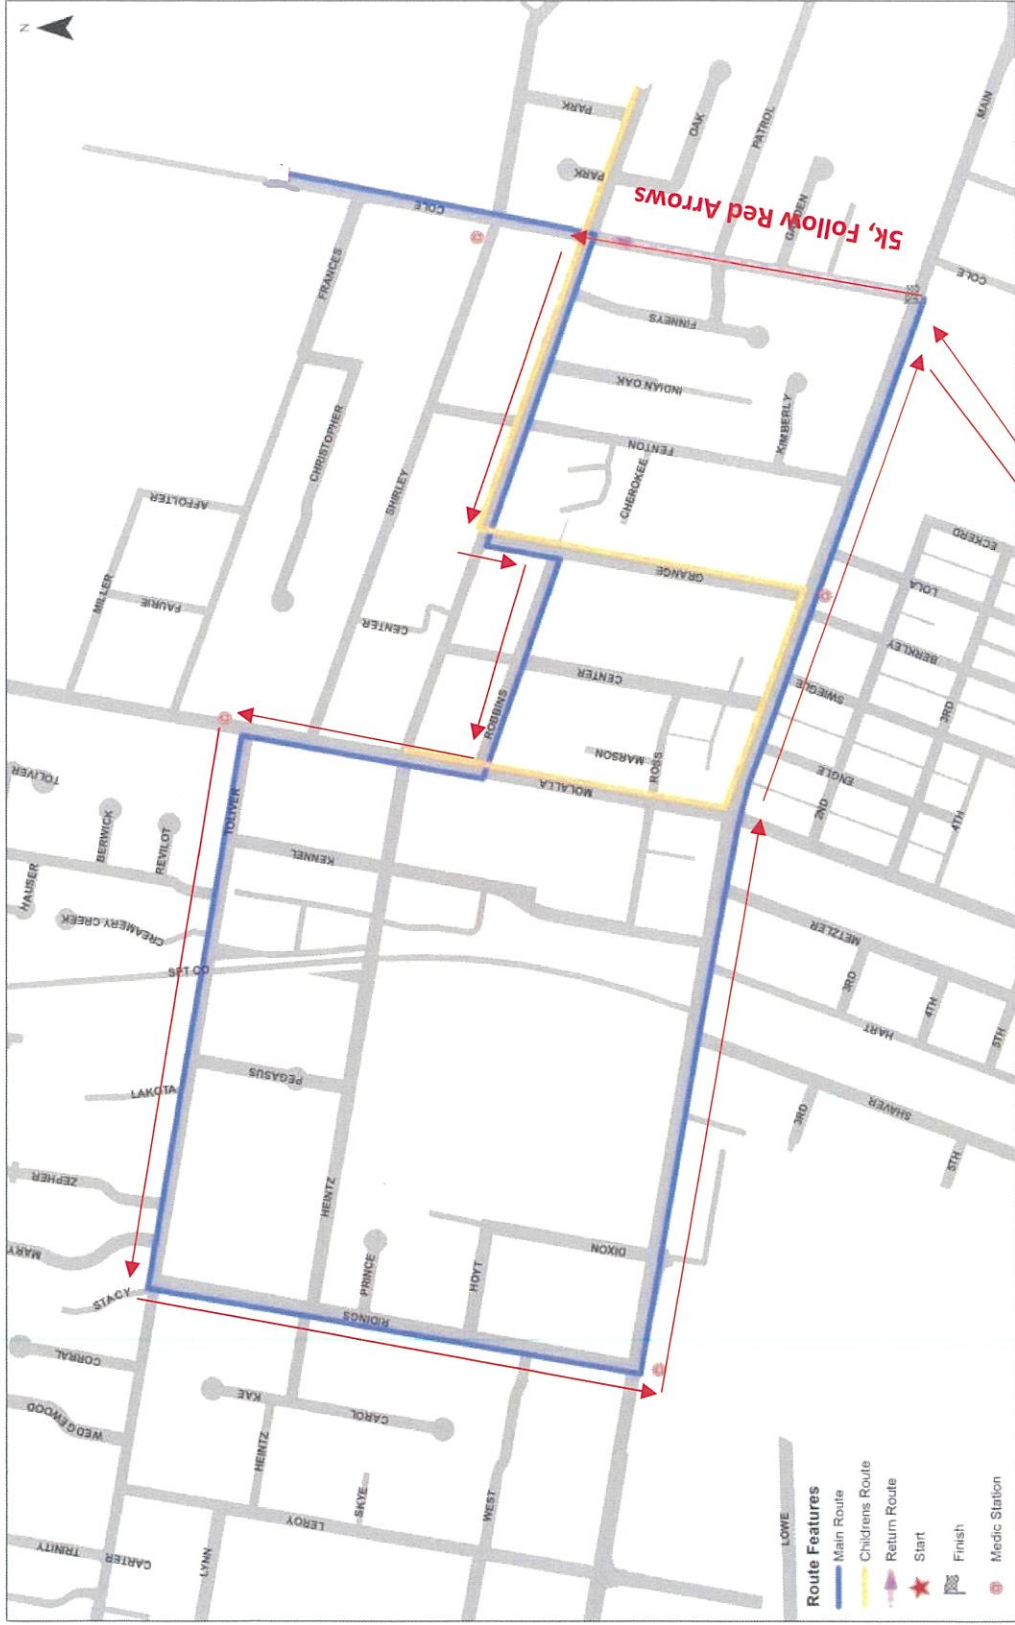 N
PARK
PARK
OAK
PATROL
MAIN
COLE
FRANCES
5k, Follow Red Arrows
GARDEN
COLE
FINNEYS
INDIAN OAK
KIMBERLY
FENTON
CHEROKEE
CHRISTOPHER
SHIRLEY
AFFOLTER
MILLER
FAURIE
CENTER
GRANGE
ECKERD
LOLA
BERKLEY
3RD
SWIEGLE
CENTER
ROBBINS
MARSON
ROSS
MOLALLA
ENGLE
2ND
4TH
TOLIVER
TOLIVER
BERWICK
REVILOT
HAUSER
CREAMERY CREEK
KENNEL
SPT CO
METZLER
3RD
4TH
HART
5TH
SHAVER
3RD
5TH
PEGASUS
LAKOTA
ZEPHER
MARY
STACY
HEINTZ
PRINCE
HOYT
DIXON
RIDINGS
CORRAL
WEDGEWOOD
KAE
CAROL
HEINTZ
SKYE
WEST
LEROY
LYNN
CARTER
TRINITY
LOWE
Route Features
Main Route
Childrens Route
Return Route
Start
Finish
Medic Station